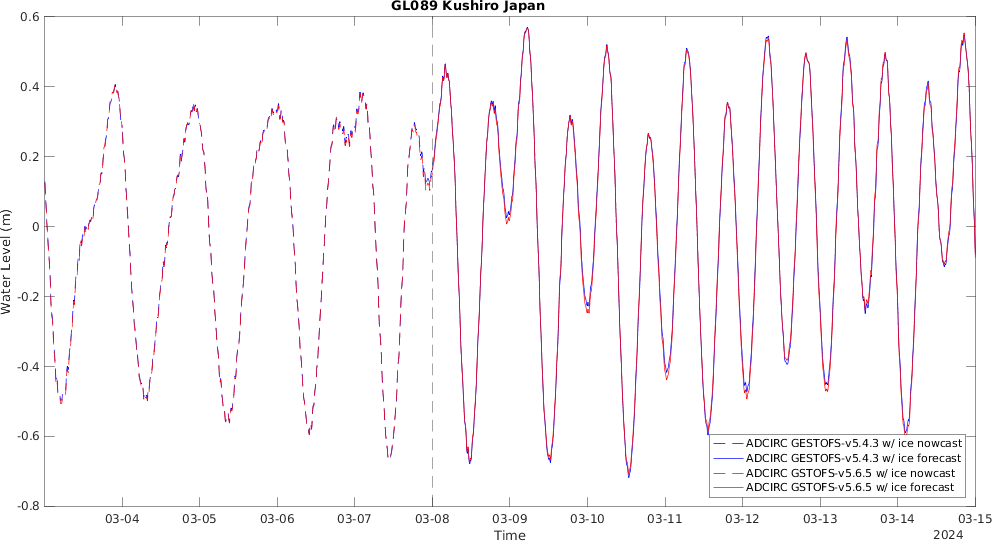 GL089 Kushiro Japan
0.6
0.4
0.2
0
-0.2
-0.4
-0.6
-0.8
Water Level (m)
ADCIRC GESTOFS-v5.4.3 w/ ice nowcast
ADCIRC GESTOFS-v5.4.3 w/ ice forecast
ADCIRC GSTOFS-v5.6.5 w/ ice nowcast
ADCIRC GSTOFS-v5.6.5 w/ ice forecast
03-04 03-05 03-06 03-07 03-08 03-09 03-10 03-11 03-12 03-13 03-14 03-15
Time
2024